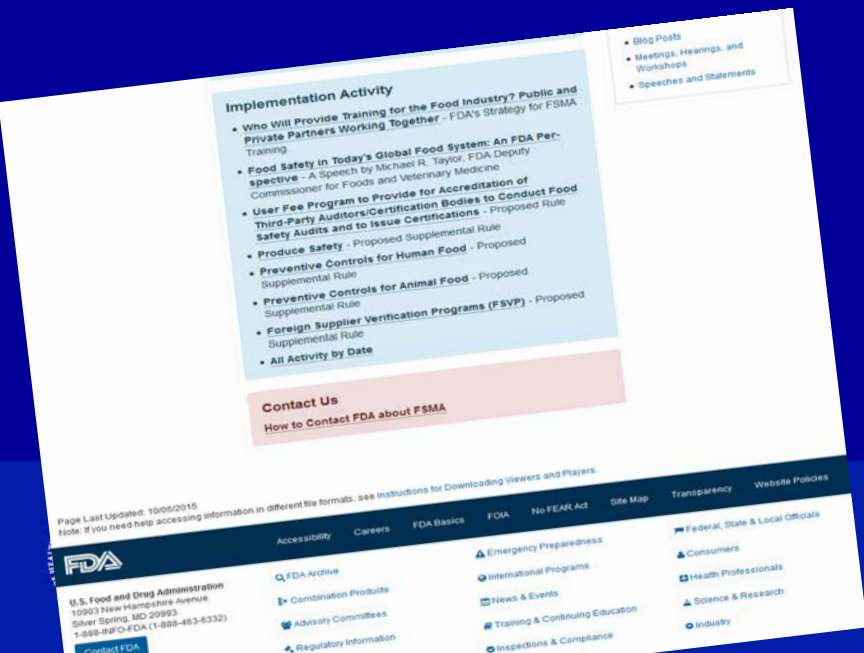 Blog Posts
Meetings, Hearings, and
Workshops
Speeches and Statements
Implementation Activity
Who Will Provide Training for the Food Industry? Public and
Private Partners Working Together - FDA's Strategy for FSMA
Training
Food Safety in Today's Global Food System: An FDA Per-
spective - A Speech by Michael R. Taylor, FDA Deputy
Commissioner for Foods and Veterinary Medicine
User Fee Program to Provide for Accreditation of
Third-Party Auditors/Certification Bodies to Conduct Food
Safety Audits and to Issue Certifications - Proposed Rule
Produce Safety - Proposed Supplemental Rule
Preventive Controls for Human Food - Proposed
Supplemental Rule
Preventive Controls for Animal Food - Proposed
Supplemental Rule
Foreign Supplier Verification Programs (FSVP) - Proposed
Supplemental Rule
All Activity by Date
Contact Us
How to Contact FDA about FSMA
Page Last Updated: 10/06/2015
Note: If you need help accessing information in different file formats, see Instructions for Downloading Viewers and Players.
Accessibility Careers FDA Basics FOIA No FEAR Act Site Map Transparency Website Policies
FDA
U.S. Food and Drug Administration
10903 New Hampshire Avenue
Silver Spring, MD 20993
1-888-INFO-FDA (1-888-463-6332)
Contact FDA
FDA Archive
Combination Products
Advisory Committees
Regulatory Information
Emergency Preparedness
International Programs
News & Events
Training & Continuing Education
Inspections & Compliance
Federal, State & Local Officials
Consumers
Health Professionals
Science & Research
Industry